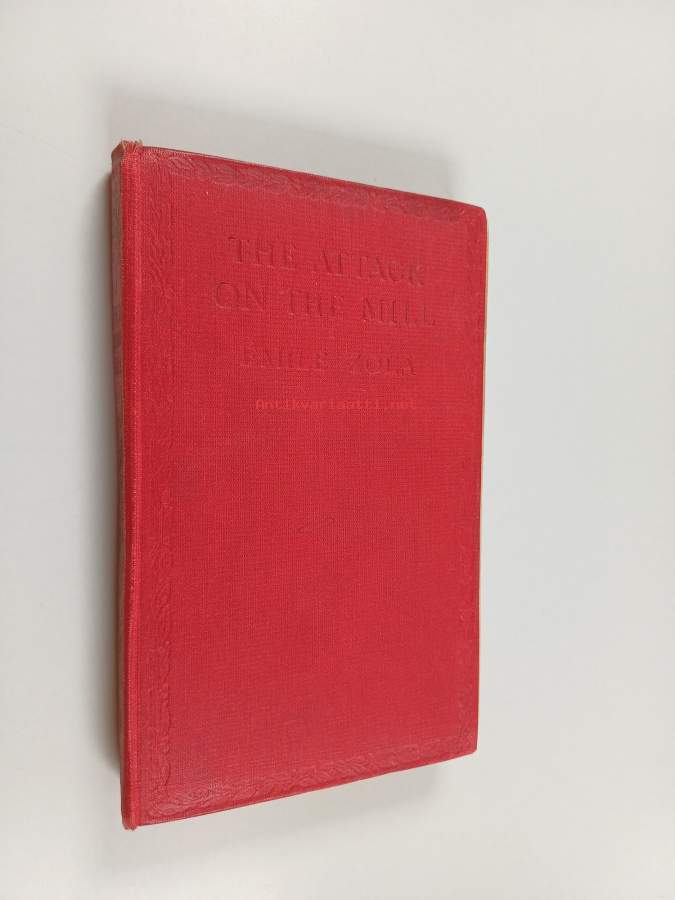 THE ATTACK
ON THE MILL
EMILE ZOLA
Antikvariaatti.net